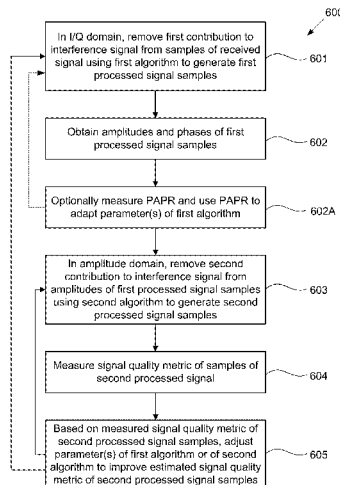 600
In I/Q domain, remove first contribution to
interference signal from samples of received
signal using first algorithm to generate first
processed signal samples
601
Obtain amplitudes and phases of first
processed signal samples
602
Optionally measure PAPR and use PAPR to
adapt parameter(s) of first algorithm
602A
In amplitude domain, remove second
contribution to interference signal from
amplitudes of first processed signal samples
using second algorithm to generate second
processed signal samples
603
Measure signal quality metric of samples of
second processed signal
604
Based on measured signal quality metric of
second processed signal samples, adjust
parameter(s) of first algorithm or of second
algorithm to improve estimated signal quality
metric of second processed signal samples
605